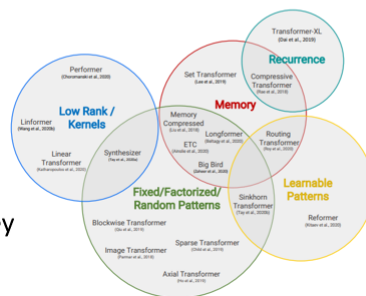 Transformer-XL
(Dai et al., 2019)
Recurrence
Performer
(Choromanski et al., 2020)
Set Transformer
(Lee et al., 2019)
Compressive
Transformer
(Rae et al., 2018)
Memory
Low Rank /
Kernels
Memory
Compressed
(Liu et al., 2018)
Longformer
(Beltagy et al., 2020)
Routing
Transformer
(Roy et al., 2020)
Linformer
(Wang et al., 2020b)
Synthesizer
(Tay et al., 2020a)
ETC
(Ainslie et al., 2020)
Linear
Transformer
(Katharopoulos et al., 2020)
Big Bird
(Zaheer et al., 2020)
Learnable
Patterns
Fixed/Factorized/
Random Patterns
Sinkhorn
Transformer
(Tay et al., 2020b)
Reformer
(Kitaev et al., 2020)
ey
Blockwise Transformer
(Qiu et al., 2019)
Sparse Transformer
(Child et al., 2019)
Image Transformer
(Parmar et al., 2018)
Axial Transformer
(Ho et al., 2019)